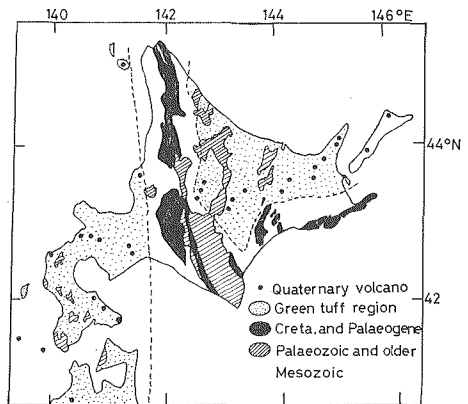 140 142 144 146°E
44°N
42
Quaternary volcano
Green tuff region
Creta. and Palaeogene
Palaeozoic and older
Mesozoic